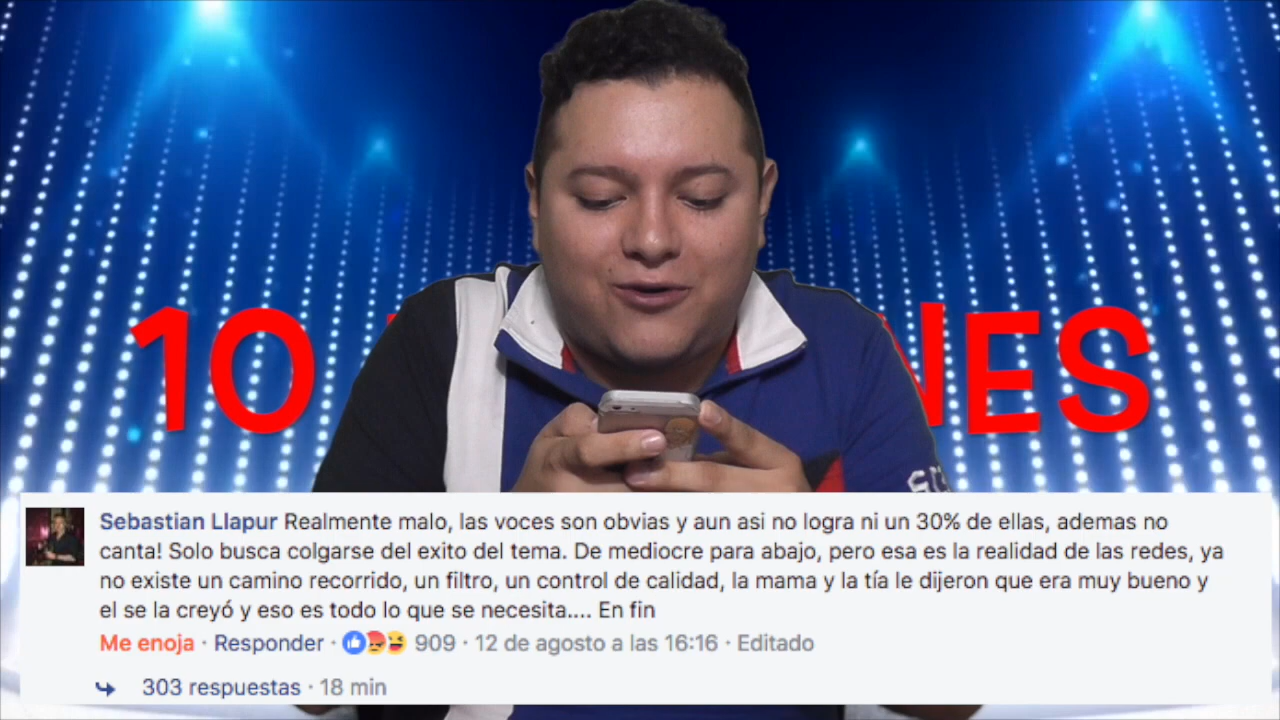 10
NES
Sebastian Llapur Realmente malo, las voces son obvias y aun asi no logra ni un 30% de ellas, ademas no
canta! Solo busca colgarse del exito del tema. De mediocre para abajo, pero esa es la realidad de las redes, ya
no existe un camino recorrido, un filtro, un control de calidad, la mama y la tía le dijeron que era muy bueno y
el se la creyó y eso es todo lo que se necesita.... En fin
Me enoja · Responder · 909 · 12 de agosto a las 16:16 · Editado
303 respuestas · 18 min